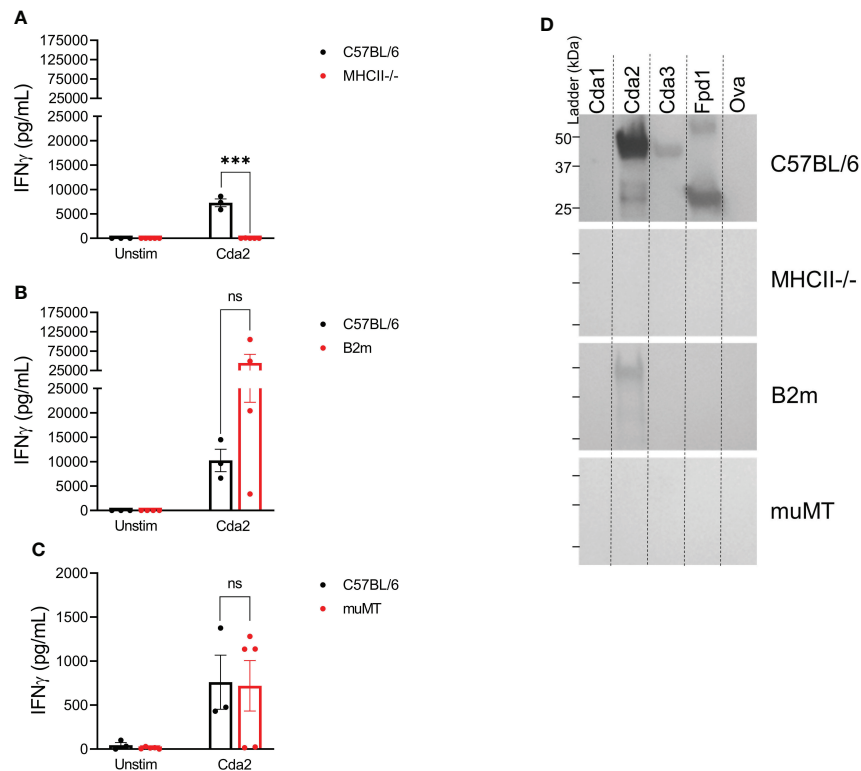 A
IFNγ (pg/mL)
175000
125000
75000
25000
25000
20000
15000
10000
5000
0
***
Unstim
Cda2
C57BL/6
MHCII-/-
B
IFNγ (pg/mL)
175000
125000
75000
25000
25000
20000
15000
10000
5000
0
ns
Unstim
Cda2
C57BL/6
B2m
C
IFNγ (pg/mL)
2000
1500
1000
500
0
ns
Unstim
Cda2
C57BL/6
muMT
D
Ladder (kDa)
Cda1
Cda2
Cda3
Fpd1
Ova
50
37
25
C57BL/6
MHCII-/-
B2m
muMT